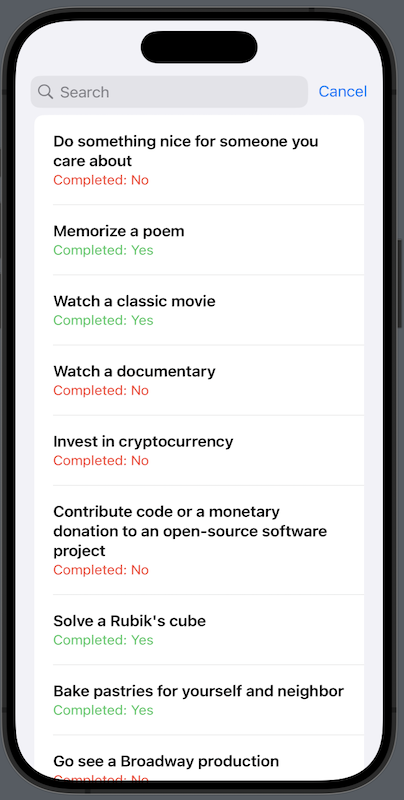 Search
Cancel
Do something nice for someone you
care about
Completed: No
Memorize a poem
Completed: Yes
Watch a classic movie
Completed: Yes
Watch a documentary
Completed: No
Invest in cryptocurrency
Completed: No
Contribute code or a monetary
donation to an open-source software
project
Completed: No
Solve a Rubik's cube
Completed: Yes
Bake pastries for yourself and neighbor
Completed: Yes
Go see a Broadway production
Completed: No